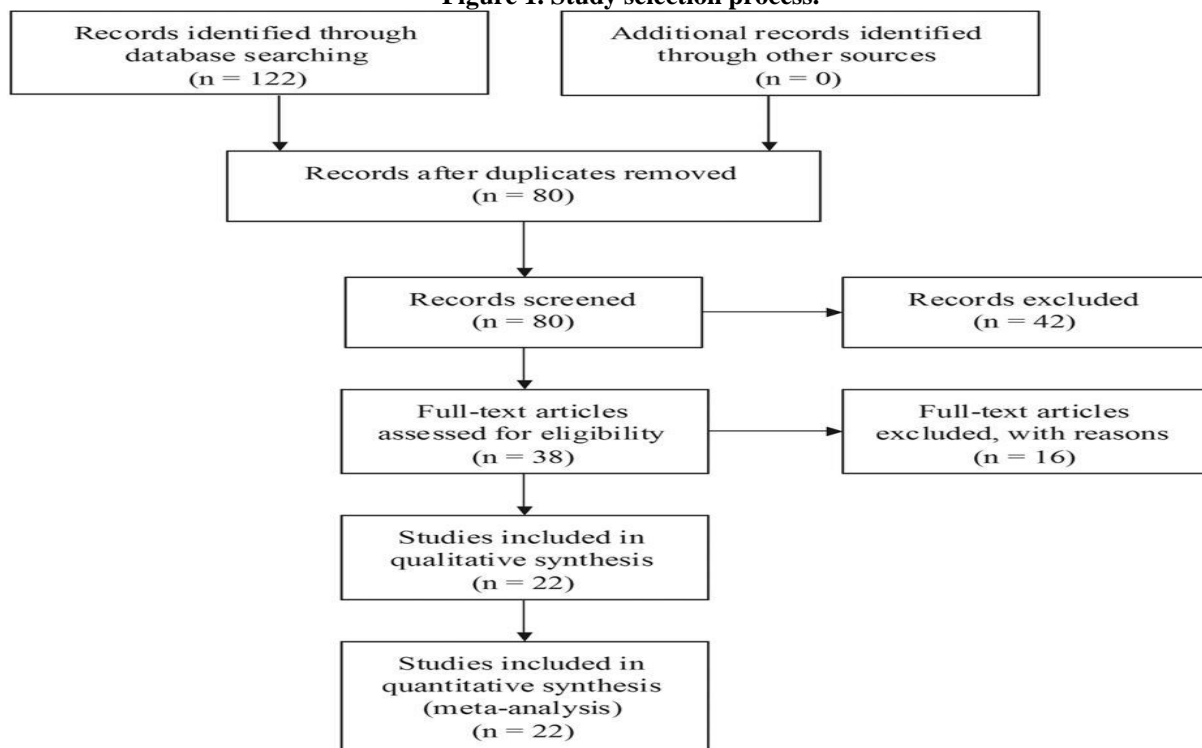 Figure 1. Study selection process.
Records identified through
database searching
(n = 122)
Additional records identified
through other sources
(n = 0)
Records after duplicates removed
(n = 80)
Records screened
(n = 80)
Records excluded
(n = 42)
Full-text articles
assessed for eligibility
(n = 38)
Full-text articles
excluded, with reasons
(n = 16)
Studies included in
qualitative synthesis
(n = 22)
Studies included in
quantitative synthesis
(meta-analysis)
(n = 22)